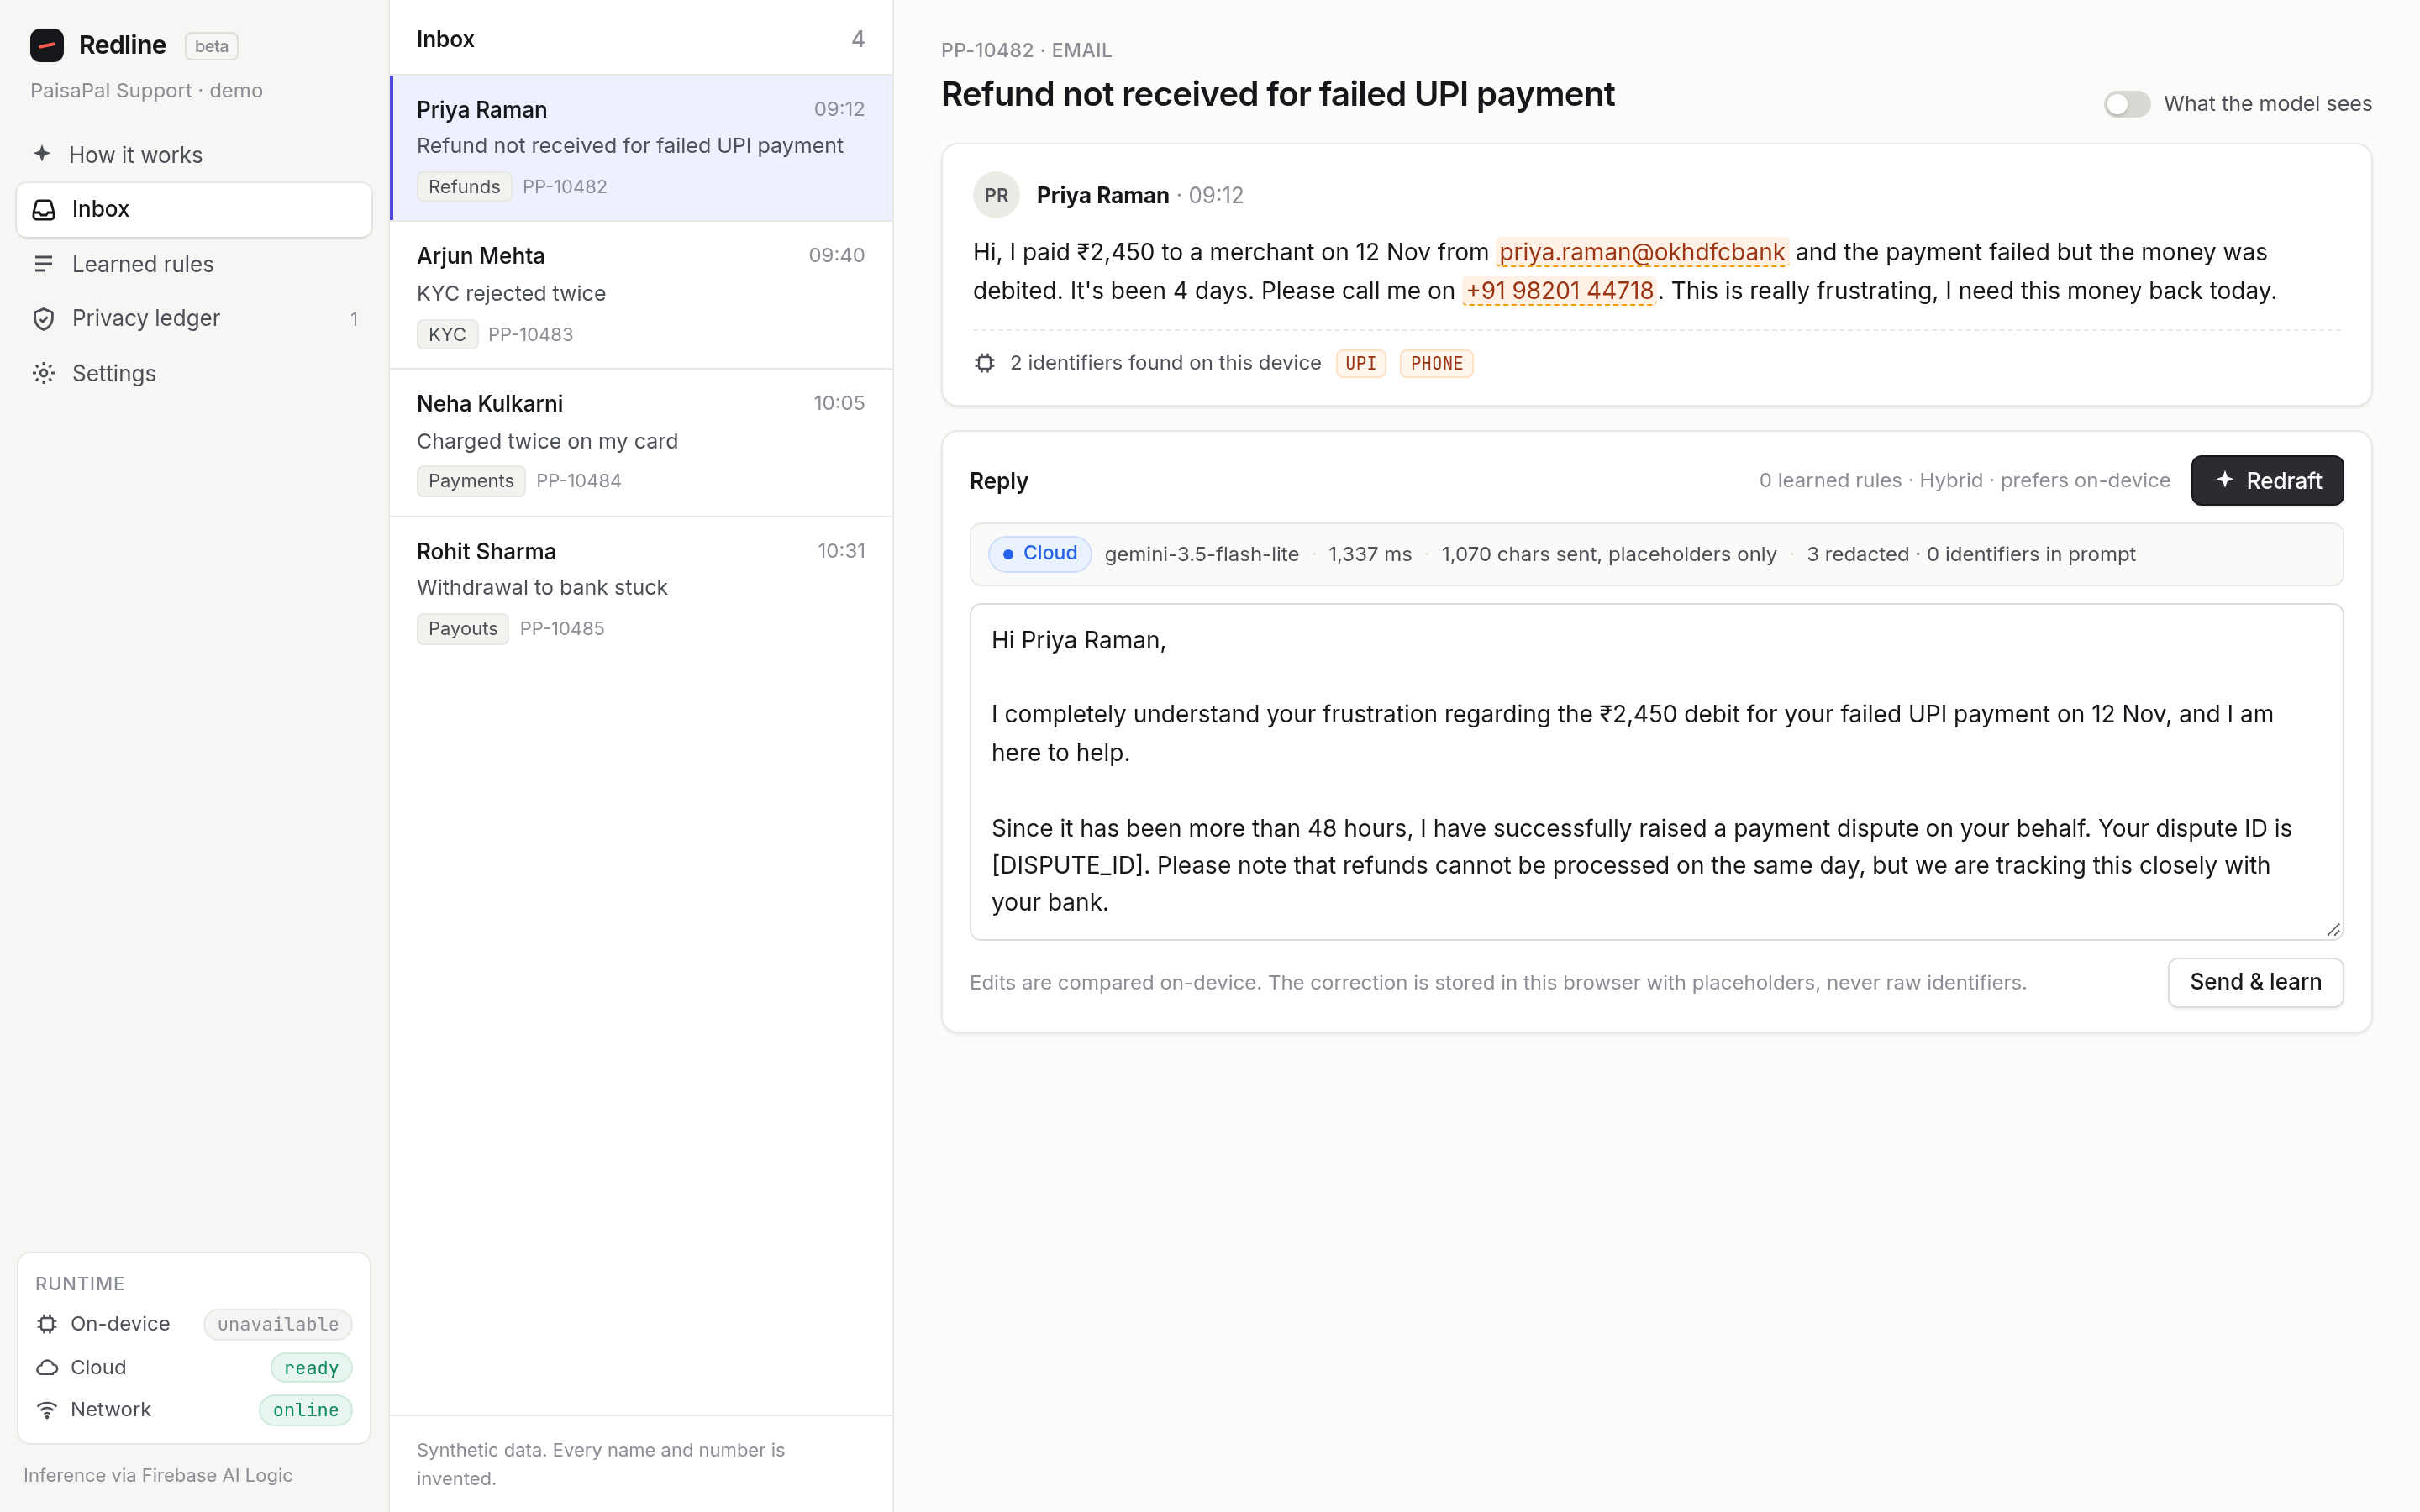 Redline beta
PaisaPal Support · demo
How it works
Inbox
Learned rules
Privacy ledger 1
Settings
RUNTIME
On-device unavailable
Cloud ready
Network online
Inference via Firebase AI Logic
Inbox 4
Priya Raman 09:12
Refund not received for failed UPI payment
Refunds PP-10482
Arjun Mehta 09:40
KYC rejected twice
KYC PP-10483
Neha Kulkarni 10:05
Charged twice on my card
Payments PP-10484
Rohit Sharma 10:31
Withdrawal to bank stuck
Payouts PP-10485
Synthetic data. Every name and number is
invented.
PP-10482 · EMAIL
Refund not received for failed UPI payment
What the model sees
PR Priya Raman · 09:12
Hi, I paid ₹2,450 to a merchant on 12 Nov from priya.raman@okhdfcbank and the payment failed but the money was
debited. It's been 4 days. Please call me on +91 98201 44718. This is really frustrating, I need this money back today.
2 identifiers found on this device UPI PHONE
Reply 0 learned rules · Hybrid · prefers on-device Redraft
Cloud gemini-3.5-flash-lite · 1,337 ms · 1,070 chars sent, placeholders only · 3 redacted · 0 identifiers in prompt
Hi Priya Raman,
I completely understand your frustration regarding the ₹2,450 debit for your failed UPI payment on 12 Nov, and I am
here to help.
Since it has been more than 48 hours, I have successfully raised a payment dispute on your behalf. Your dispute ID is
[DISPUTE_ID]. Please note that refunds cannot be processed on the same day, but we are tracking this closely with
your bank.
Edits are compared on-device. The correction is stored in this browser with placeholders, never raw identifiers.
Send & learn